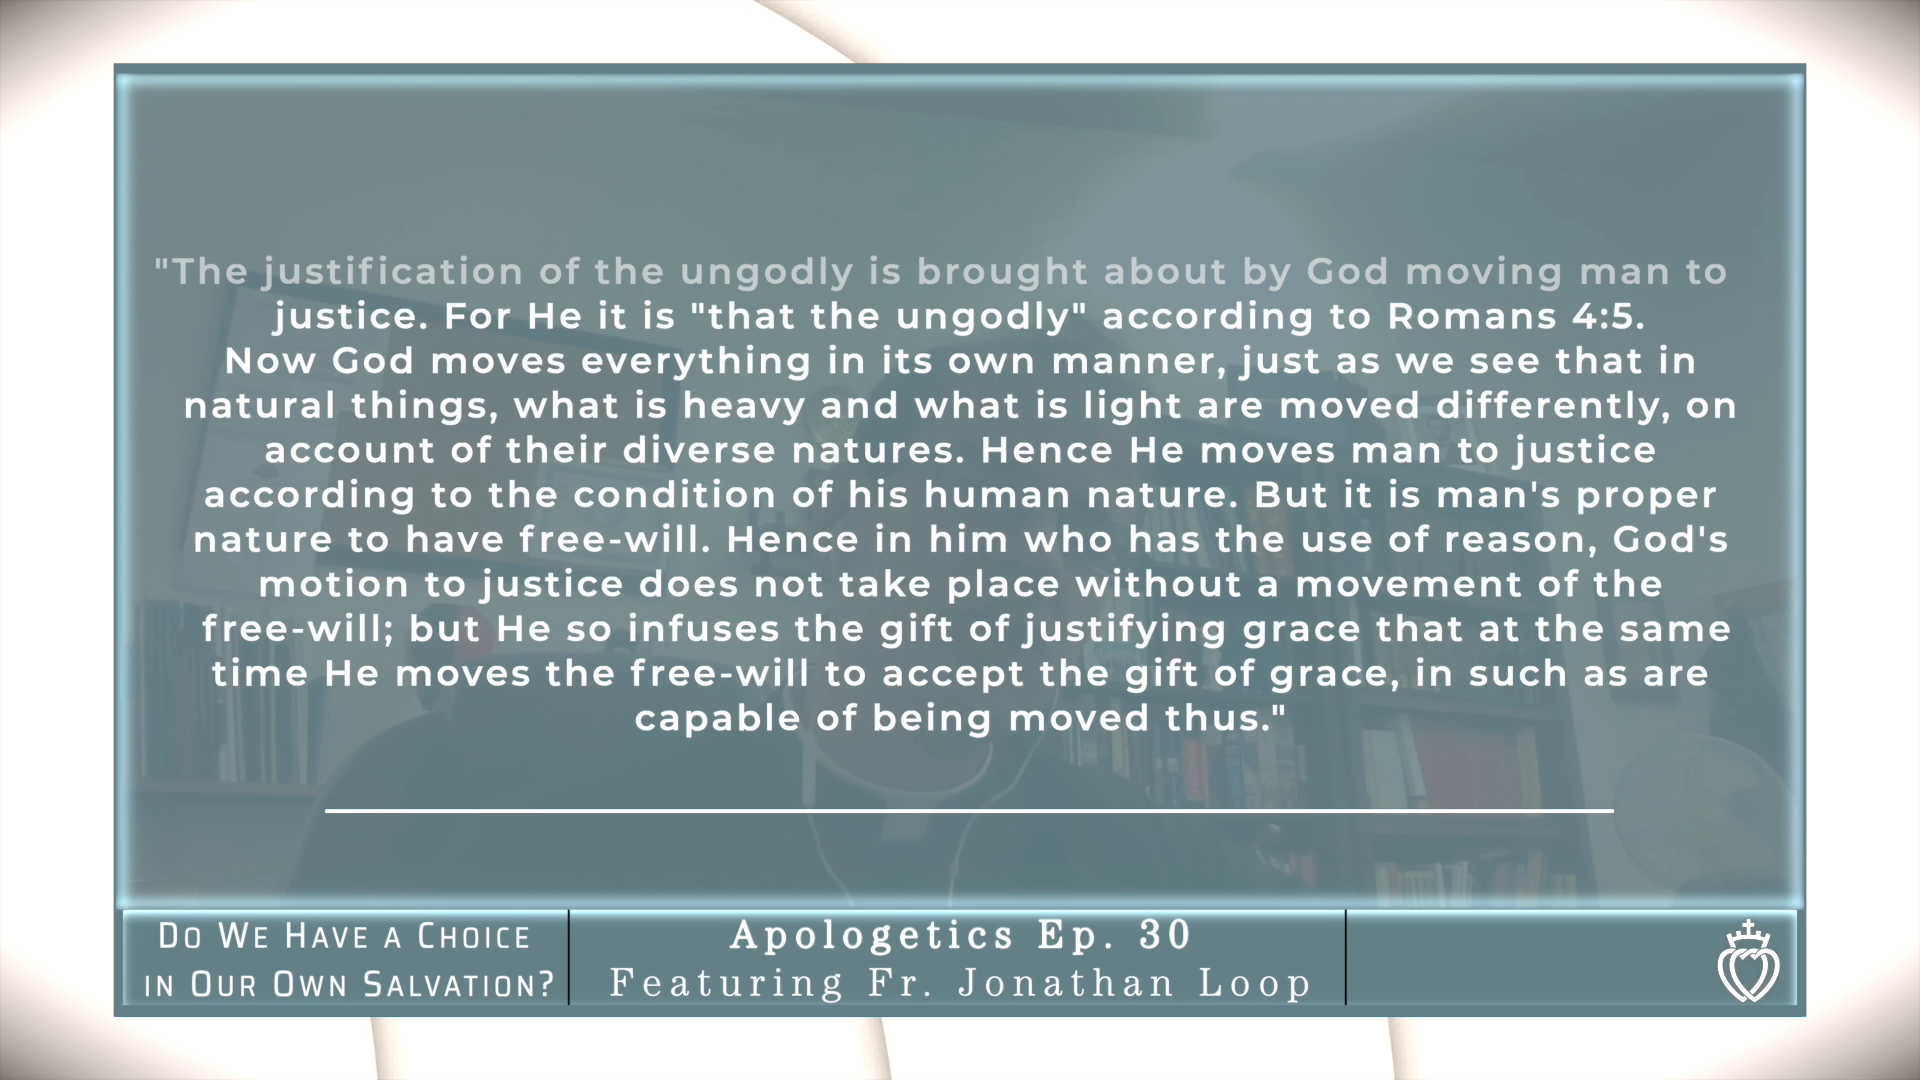 "The justification of the ungodly is brought about by God moving man to
justice. For He it is "that the ungodly" according to Romans 4:5.
Now God moves everything in its own manner, just as we see that in
natural things, what is heavy and what is light are moved differently, on
account of their diverse natures. Hence He moves man to justice
according to the condition of his human nature. But it is man's proper
nature to have free-will. Hence in him who has the use of reason, God's
motion to justice does not take place without a movement of the
free-will; but He so infuses the gift of justifying grace that at the same
time He moves the free-will to accept the gift of grace, in such as are
capable of being moved thus."
Do We Have a Choice
in Our Own Salvation?
Apologetics Ep. 30
Featuring Fr. Jonathan Loop